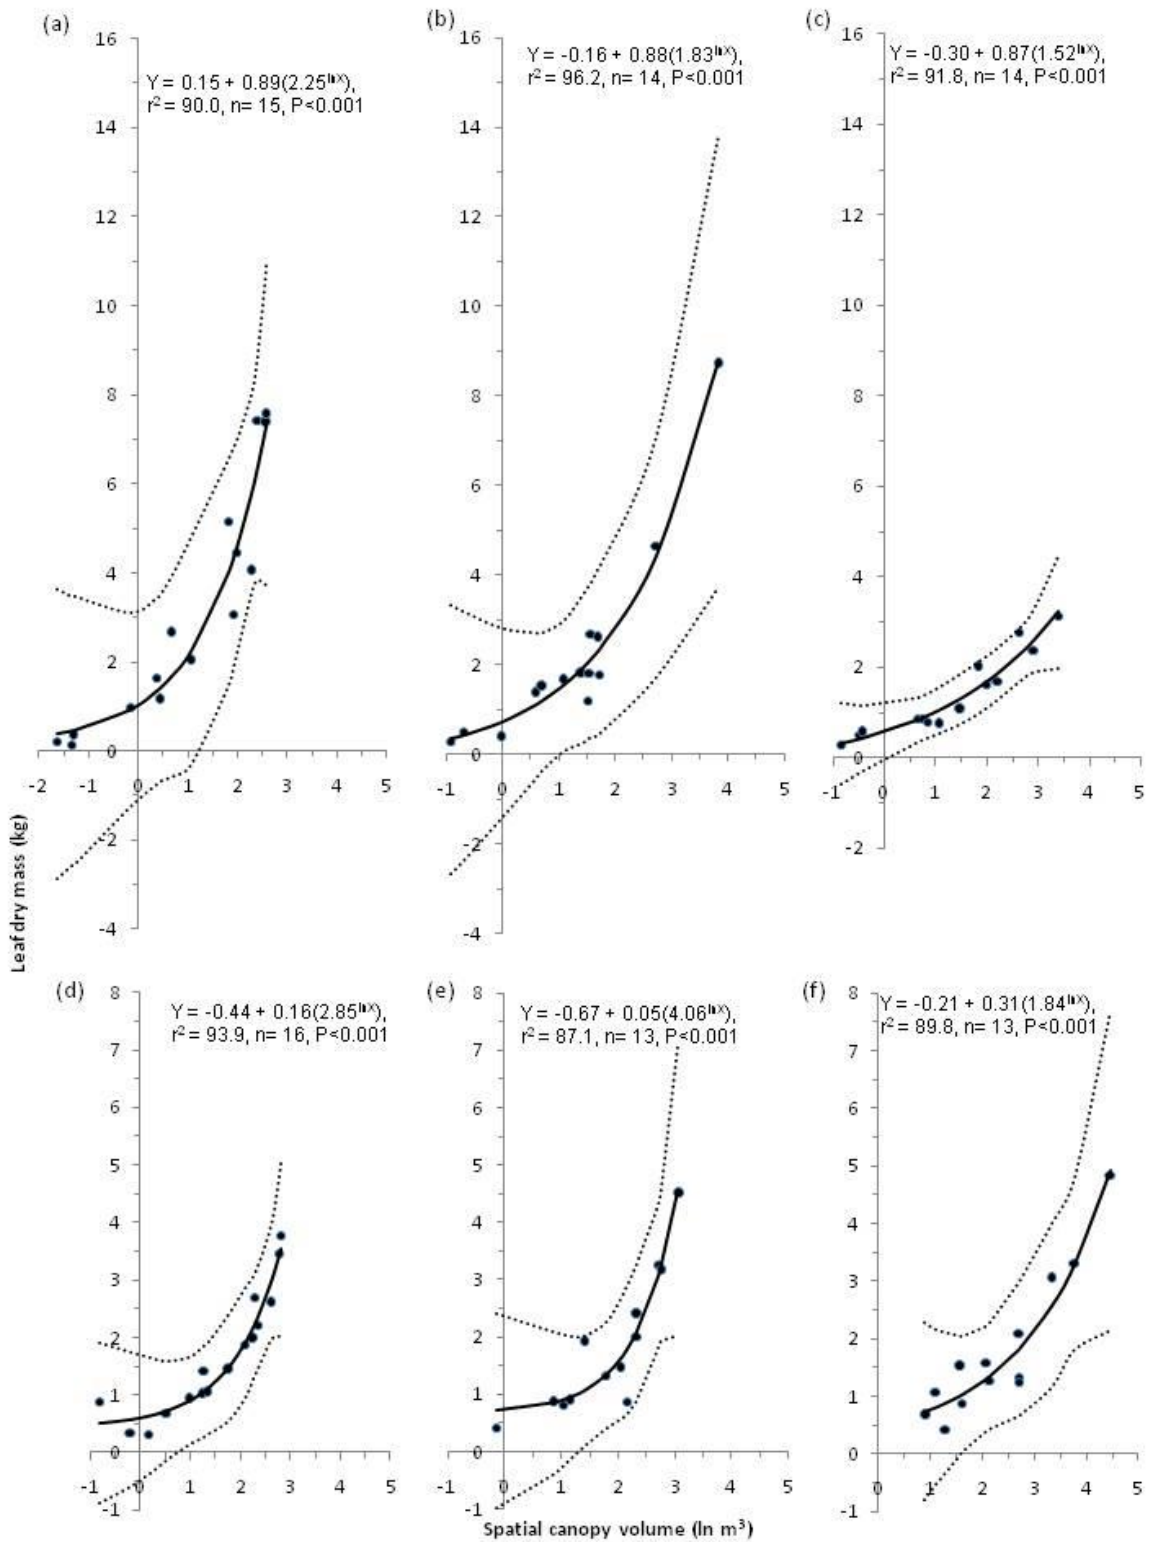 (a)
Y = 0.15 + 0.89(2.25^lnX),
r² = 90.0, n= 15, P<0.001
16
14
12
10
8
6
4
2
0
-2
-4
-2 -1 0 1 2 3 4 5
(b)
Y = -0.16 + 0.88(1.83^lnX),
r² = 96.2, n= 14, P<0.001
16
14
12
10
8
6
4
2
0
-2
-4
-1 0 1 2 3 4 5
(c)
Y = -0.30 + 0.87(1.52^lnX),
r² = 91.8, n= 14, P<0.001
16
14
12
10
8
6
4
2
0
-2
-1 0 1 2 3 4 5
Leaf dry mass (kg)
(d)
Y = -0.44 + 0.16(2.85^lnX),
r² = 93.9, n= 16, P<0.001
8
7
6
5
4
3
2
1
0
-1
-1 0 1 2 3 4 5
(e)
Y = -0.67 + 0.05(4.06^lnX),
r² = 87.1, n= 13, P<0.001
8
7
6
5
4
3
2
1
0
-1
-1 0 1 2 3 4 5
(f)
Y = -0.21 + 0.31(1.84^lnX),
r² = 89.8, n= 13, P<0.001
8
7
6
5
4
3
2
1
0
-1
0 1 2 3 4 5
Spatial canopy volume (ln m³)